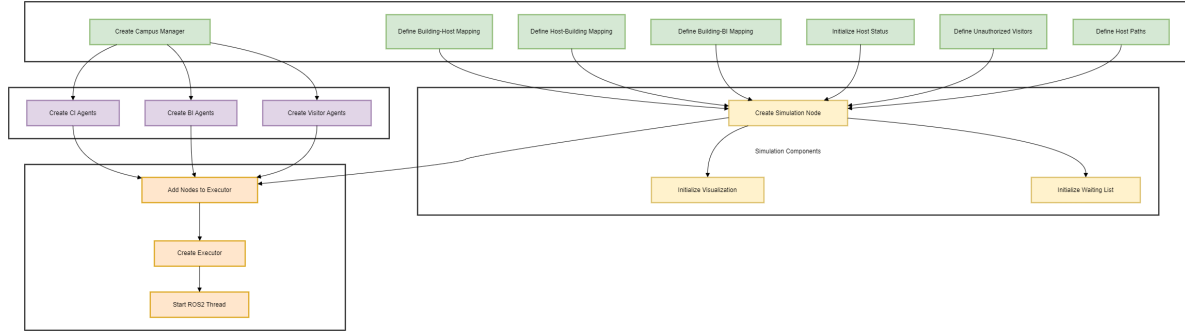 Create Campus Manager
Define Building-Host Mapping
Define Host-Building Mapping
Define Building-BI Mapping
Initialize Host Status
Define Unauthorized Visitors
Define Host Paths
Create CI Agents
Create BI Agents
Create Visitor Agents
Create Simulation Node
Simulation Components
Add Nodes to Executor
Initialize Visualization
Initialize Waiting List
Create Executor
Start ROS2 Thread